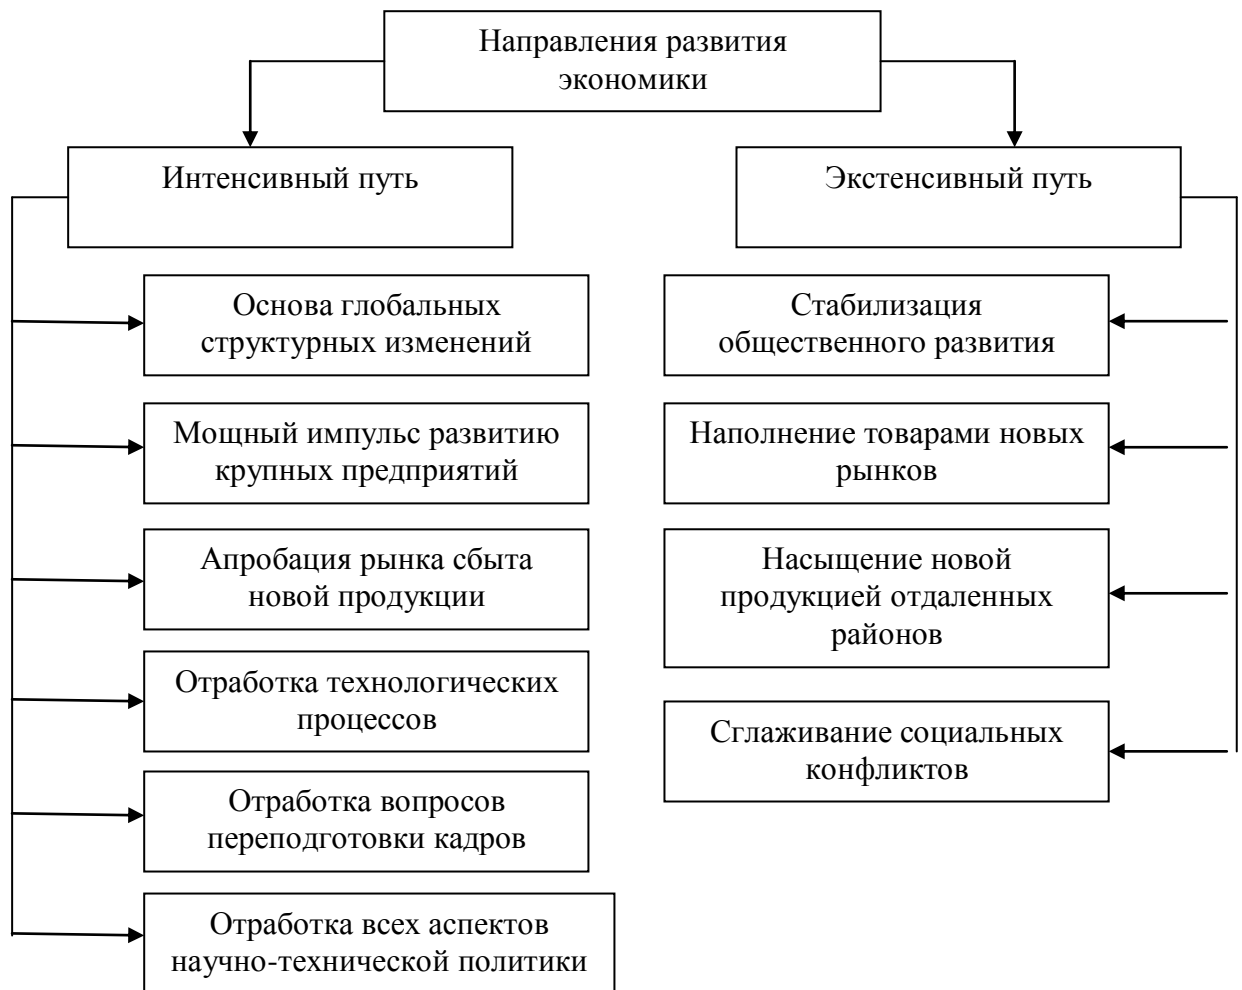 Направления развития
экономики
Интенсивный путь
Экстенсивный путь
Основа глобальных
структурных изменений
Мощный импульс развитию
крупных предприятий
Апробация рынка сбыта
новой продукции
Отработка технологических
процессов
Отработка вопросов
переподготовки кадров
Отработка всех аспектов
научно-технической политики
Стабилизация
общественного развития
Наполнение товарами новых
рынков
Насыщение новой
продукцией отдаленных
районов
Сглаживание социальных
конфликтов